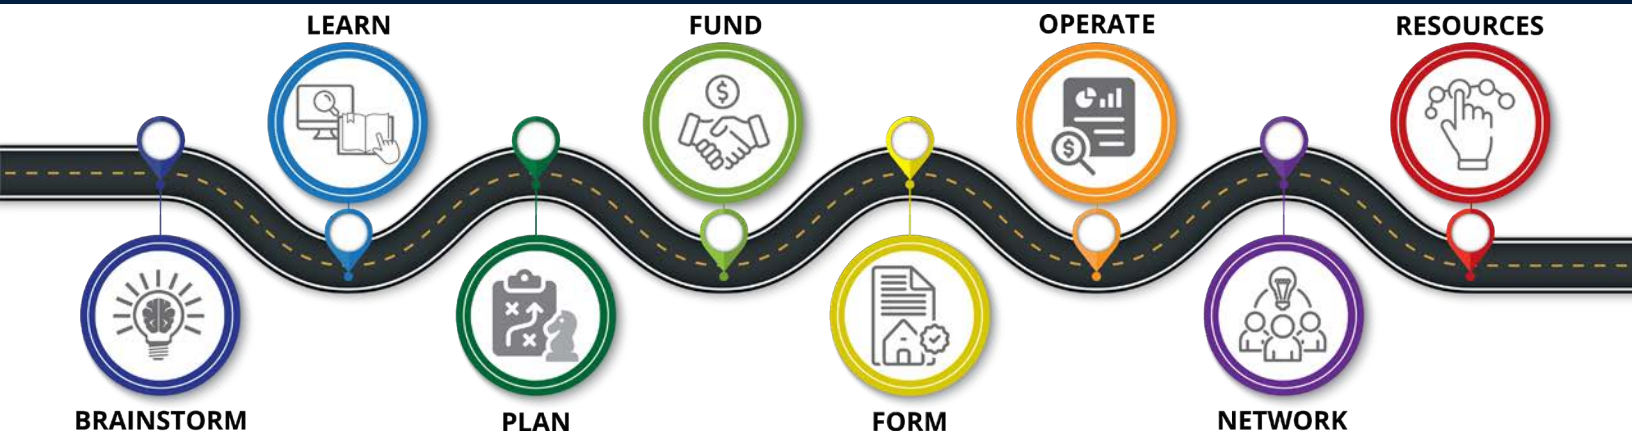 LEARN
FUND
OPERATE
RESOURCES
BRAINSTORM
PLAN
FORM
NETWORK